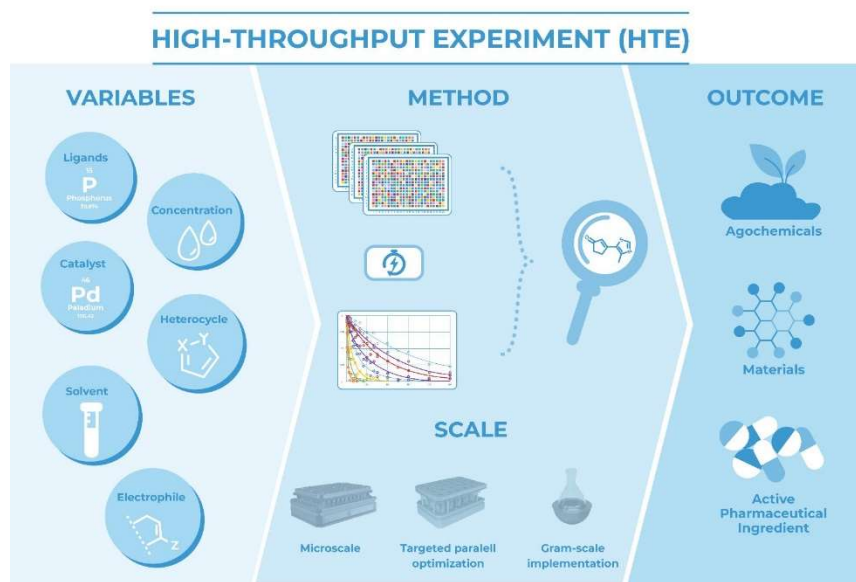 HIGH-THROUGHPUT EXPERIMENT (HTE)
VARIABLES
Ligands
P
Phosphorus
Concentration
Catalyst
Pd
Paladium
Heterocycle
X
Y
Solvent
Electrophile
Z
METHOD
SCALE
Microscale
Targeted paralell
optimization
Gram-scale
implementation
OUTCOME
Agochemicals
Materials
Active
Pharmaceutical
Ingredient